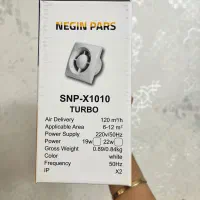 NEGIN PARS
SNP-X1010
TURBO
Air Delivery 120 m³/h
Applicable Area 6-12 m²
Power Supply 220v/50Hz
Power 19w 22w
Gross Weight 0.89/0.84kg
Color white
Frequency 50Hz
IP X2